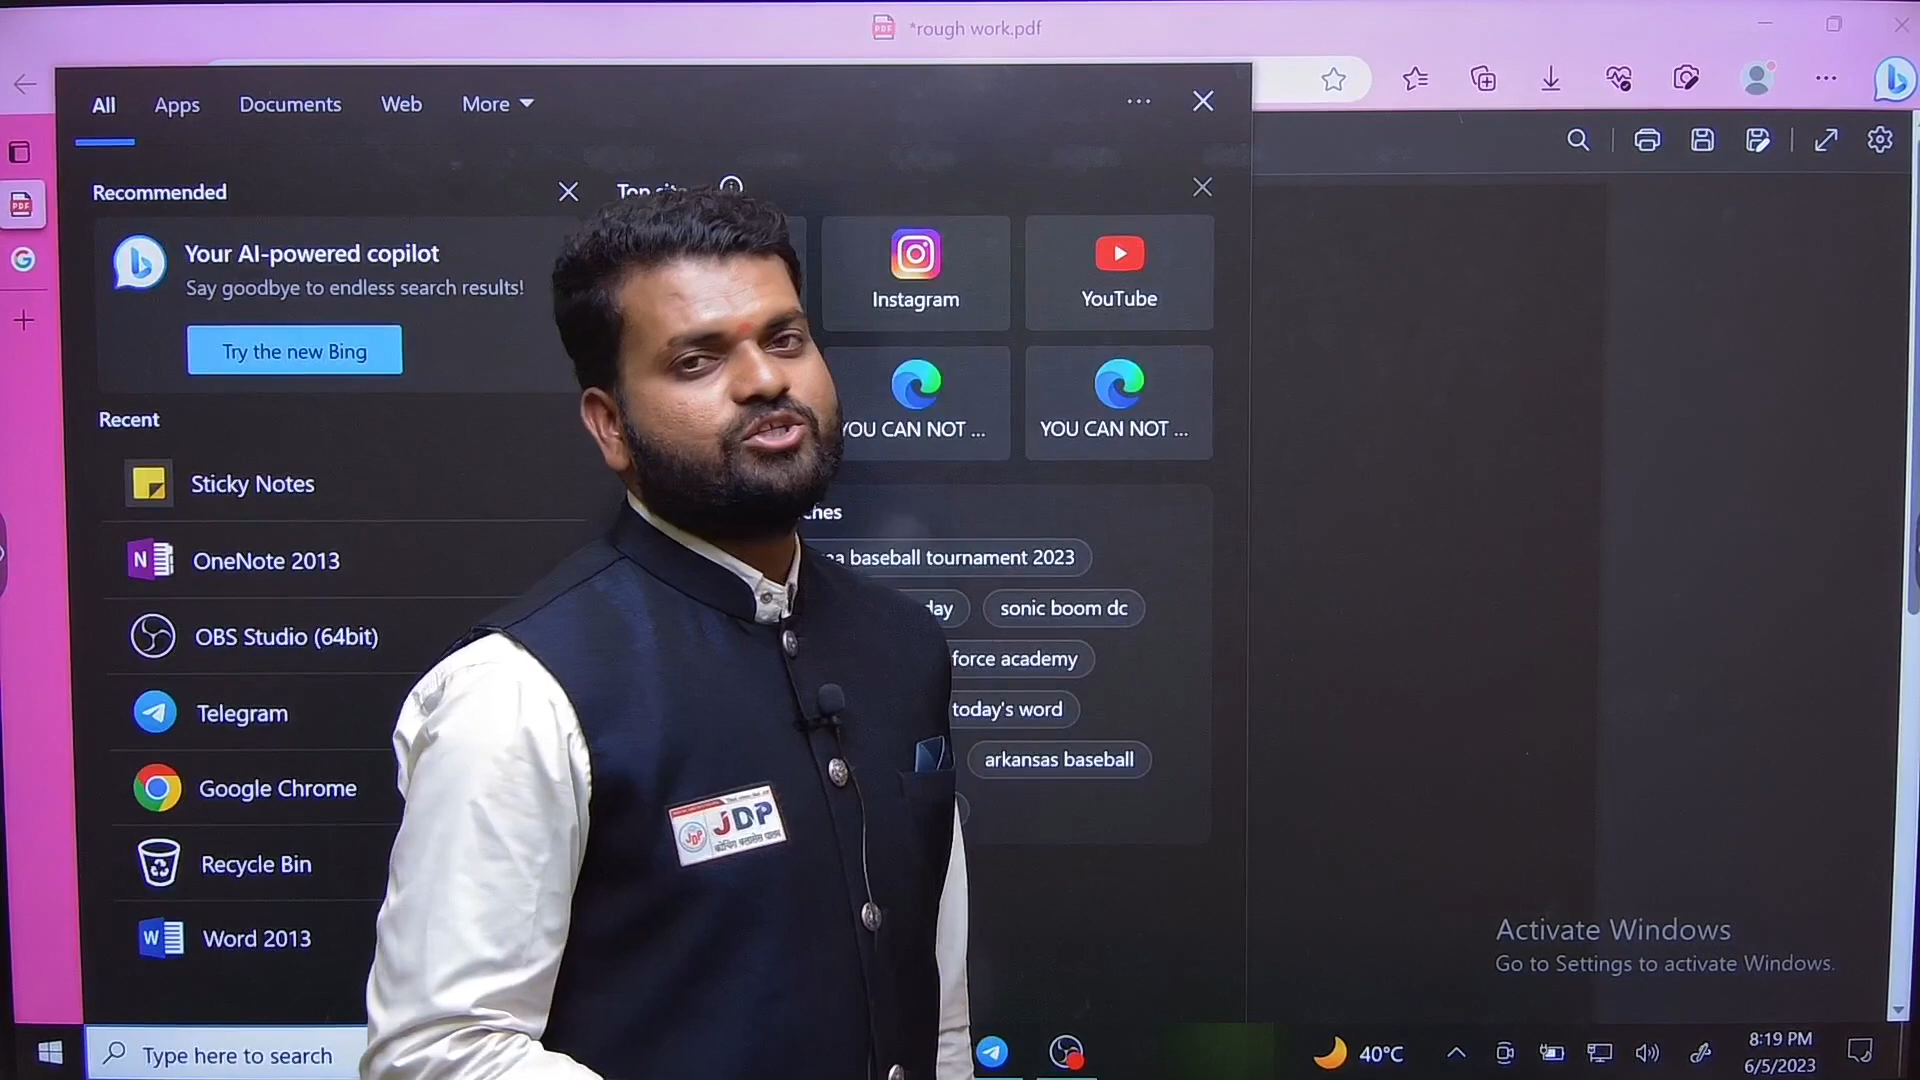 *rough work.pdf
All Apps Documents Web More
Recommended
Top
Your AI-powered copilot
Say goodbye to endless search results!
Try the new Bing
Instagram
YouTube
YOU CAN NOT ...
YOU CAN NOT ...
Recent
Sticky Notes
OneNote 2013
OBS Studio (64bit)
Telegram
Google Chrome
Recycle Bin
Word 2013
baseball tournament 2023
sonic boom dc
force academy
today's word
arkansas baseball
JDP
कोचिंग क्लासेस
Activate Windows
Go to Settings to activate Windows.
Type here to search
40°C
8:19 PM
6/5/2023